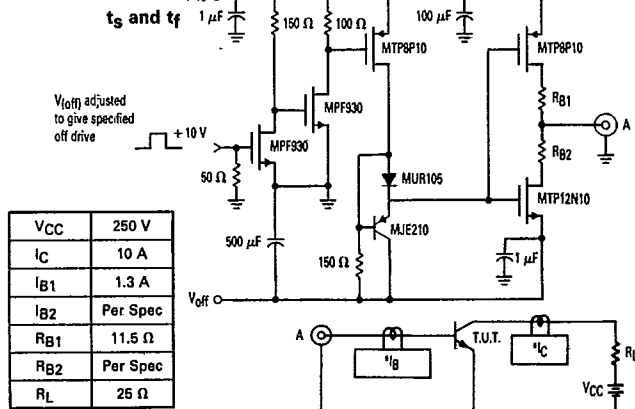 ts and tf
1 µF
150 Ω
100 Ω
MTP8P10
100 µF
MTP8P10
V(off) adjusted
to give specified
off drive
+10 V
MPF930
MPF930
50 Ω
RB1
A
RB2
MUR105
MTP12N10
500 µF
MJE210
150 Ω
1 µF
Voff
VCC 250 V
IC 10 A
IB1 1.3 A
IB2 Per Spec
RB1 11.5 Ω
RB2 Per Spec
RL 25 Ω
A
*IB
T.U.T.
*IC
RL
VCC